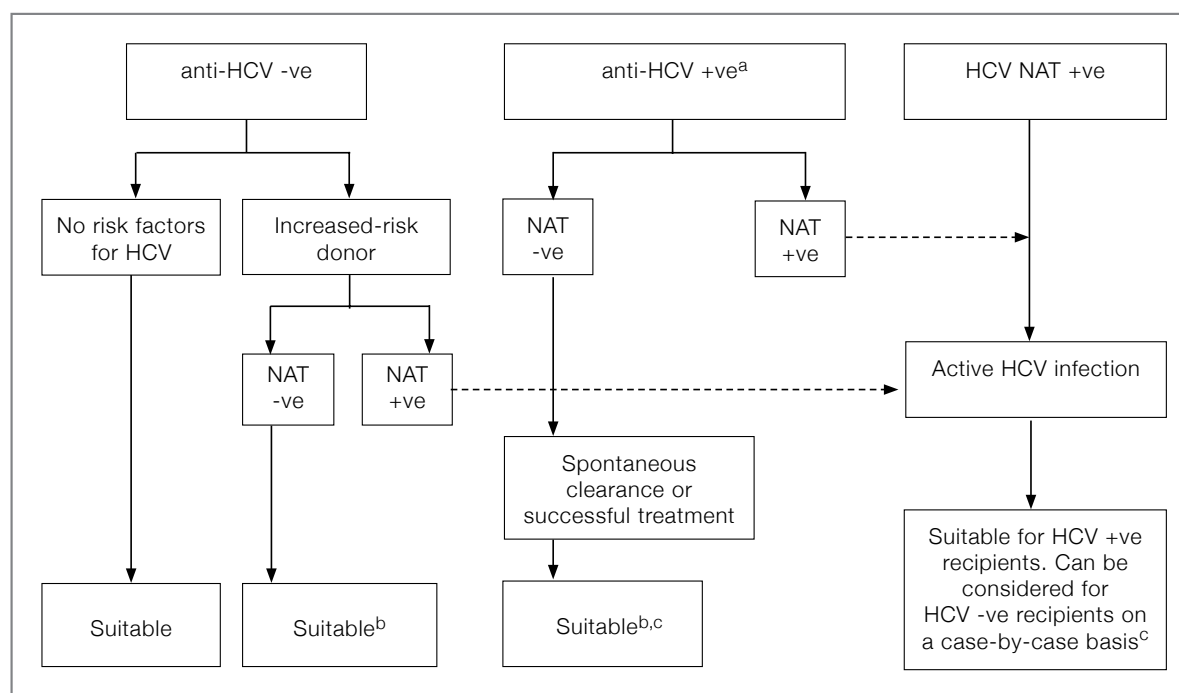 anti-HCV -ve
anti-HCV +veᵃ
HCV NAT +ve
No risk factors
for HCV
Increased-risk
donor
NAT
-ve
NAT
+ve
NAT
-ve
NAT
+ve
Active HCV infection
Spontaneous
clearance or
successful treatment
Suitable for HCV +ve
recipients. Can be
considered for
HCV -ve recipients on
a case-by-case basisᶜ
Suitable
Suitableᵇ
Suitableᵇ,ᶜ